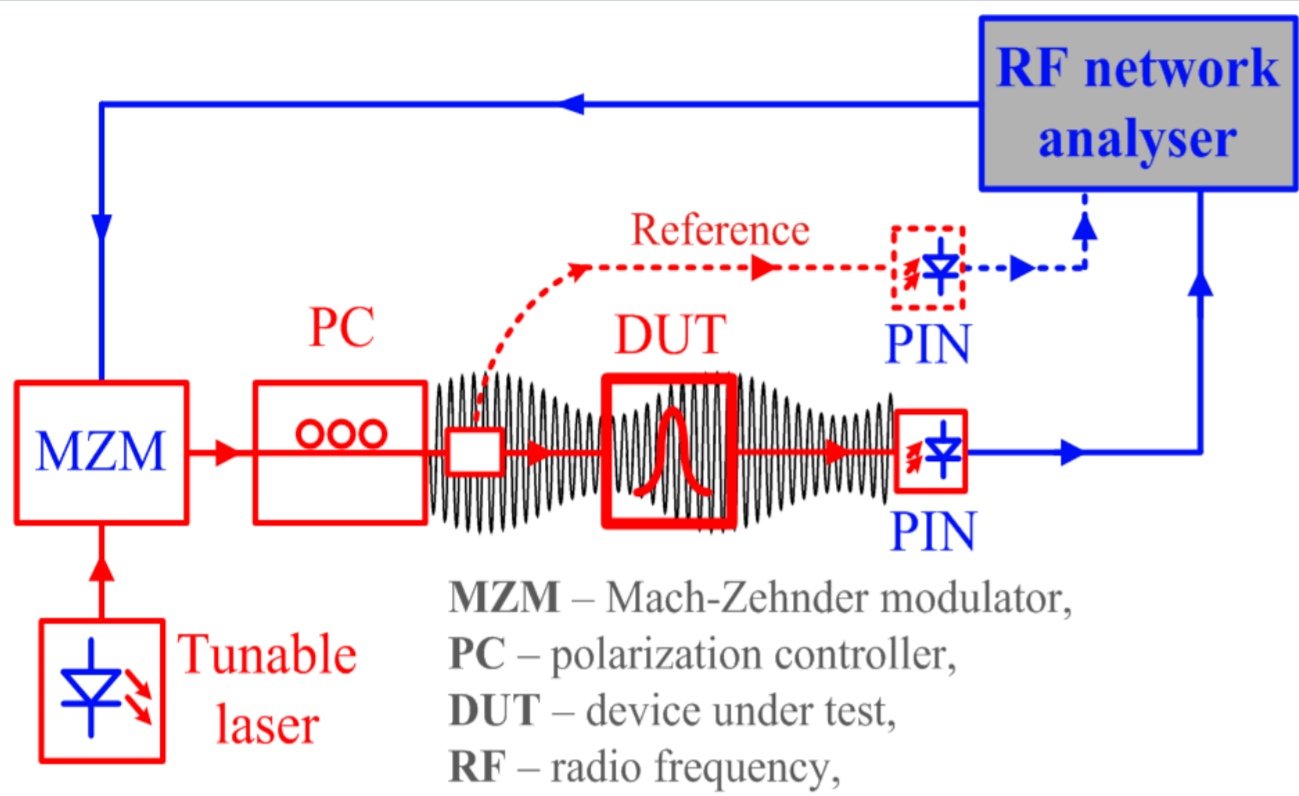 RF network
analyser
Reference
PC
DUT
PIN
MZM
PIN
Tunable
laser
MZM – Mach-Zehnder modulator,
PC – polarization controller,
DUT – device under test,
RF – radio frequency,